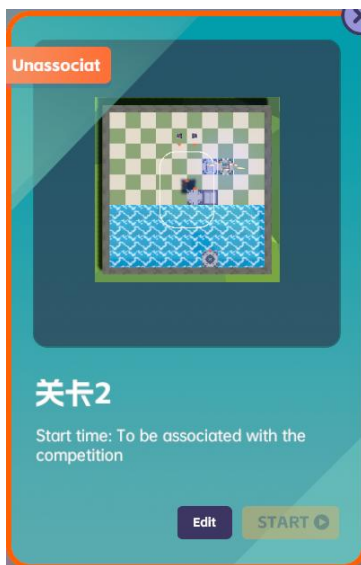 Unassociat
关卡2
Start time: To be associated with the
competition
Edit
START